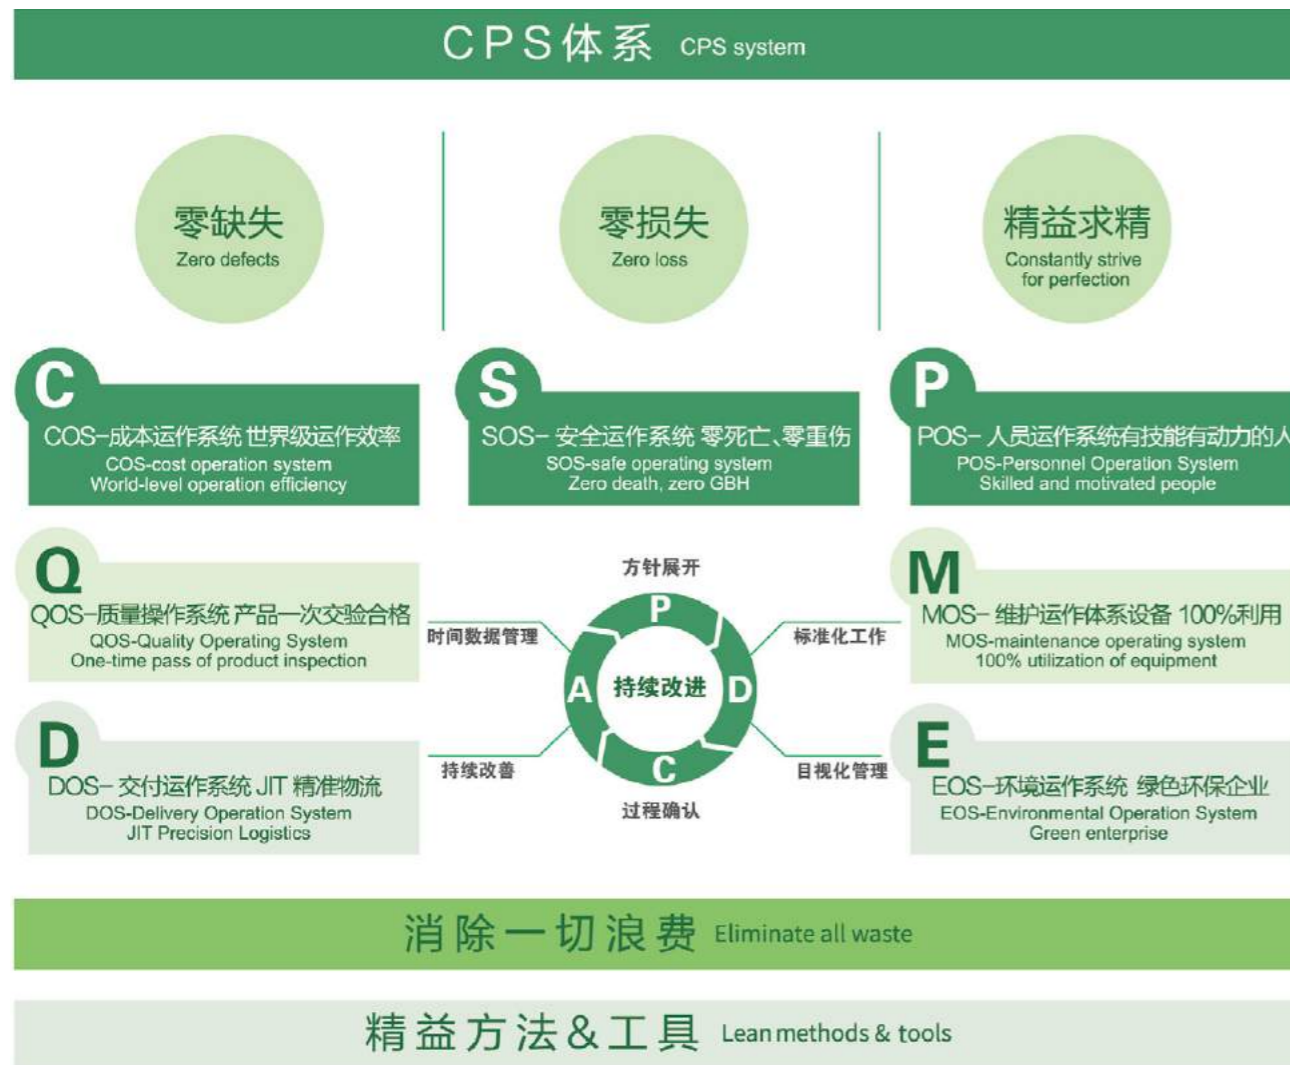 CPS体系 CPS system
零缺失
Zero defects
零损失
Zero loss
精益求精
Constantly strive
for perfection
C
COS-成本运作系统 世界级运作效率
COS-cost operation system
World-level operation efficiency
S
SOS- 安全运作系统 零死亡、零重伤
SOS-safe operating system
Zero death, zero GBH
P
POS- 人员运作系统有技能有动力的人
POS-Personnel Operation System
Skilled and motivated people
Q
QOS-质量操作系统 产品一次交验合格
QOS-Quality Operating System
One-time pass of product inspection
方针展开
时间数据管理
标准化工作
P
A
持续改进
D
C
持续改善
目视化管理
过程确认
M
MOS- 维护运作体系设备 100%利用
MOS-maintenance operating system
100% utilization of equipment
D
DOS- 交付运作系统 JIT 精准物流
DOS-Delivery Operation System
JIT Precision Logistics
E
EOS-环境运作系统 绿色环保企业
EOS-Environmental Operation System
Green enterprise
消除一切浪费 Eliminate all waste
精益方法&工具 Lean methods & tools